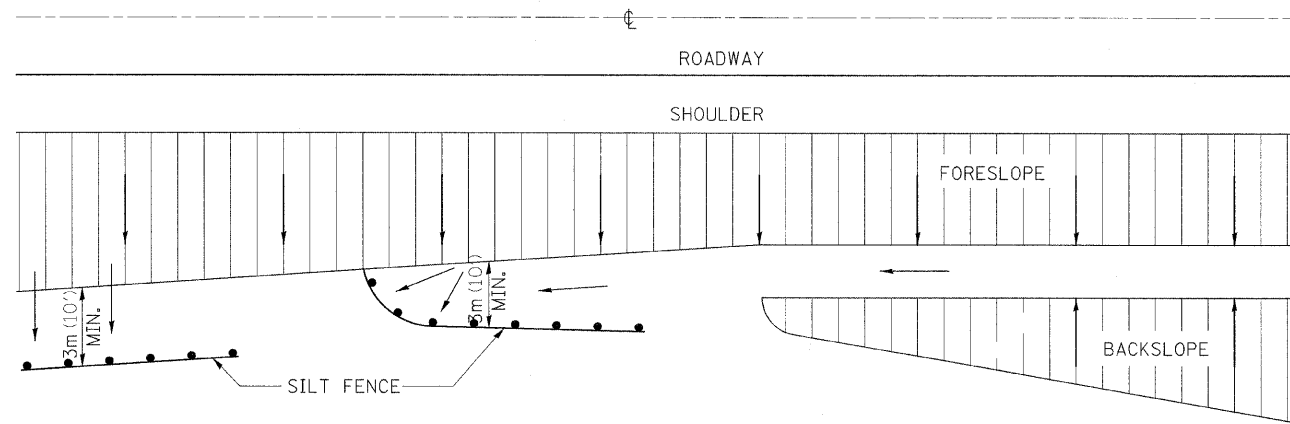 ℄
ROADWAY
SHOULDER
FORESLOPE
3m (10')
MIN.
3m (10')
MIN.
BACKSLOPE
SILT FENCE